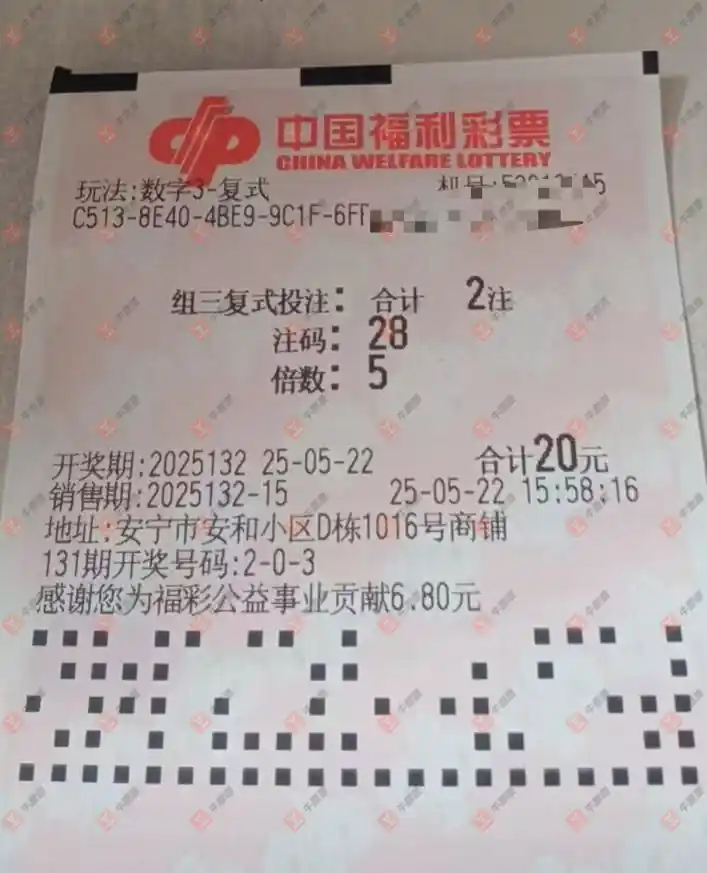 中国福利彩票
CHINA WELFARE LOTTERY
玩法:数字3-复式 机号:
C513-8E40-4BE9-9C1F-6FF
组三复式投注: 合计 2注
注码: 28
倍数: 5
开奖期:2025132 25-05-22 合计20元
销售期:2025132-15 25-05-22 15:58:16
地址:安宁市安和小区D栋1016号商铺
131期开奖号码:2-0-3
感谢您为福彩公益事业贡献6.80元